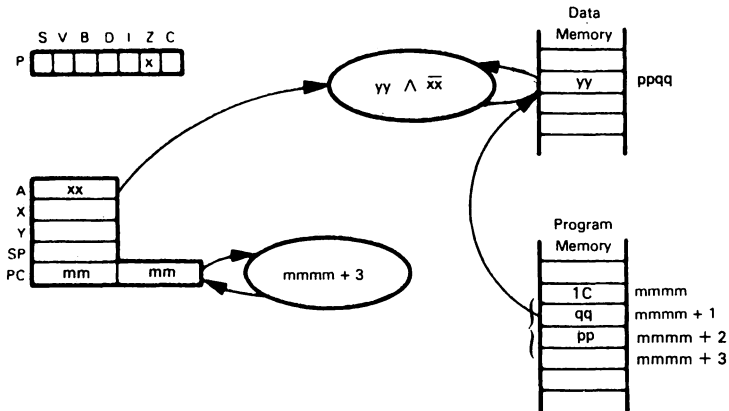 S V B D I Z C
P x
A xx
X
Y
SP
PC mm mm
yy ∧ x̅x̅
mmmm + 3
Data
Memory
yy ppqq
Program
Memory
1C mmmm
qq mmmm + 1
pp mmmm + 2
mmmm + 3